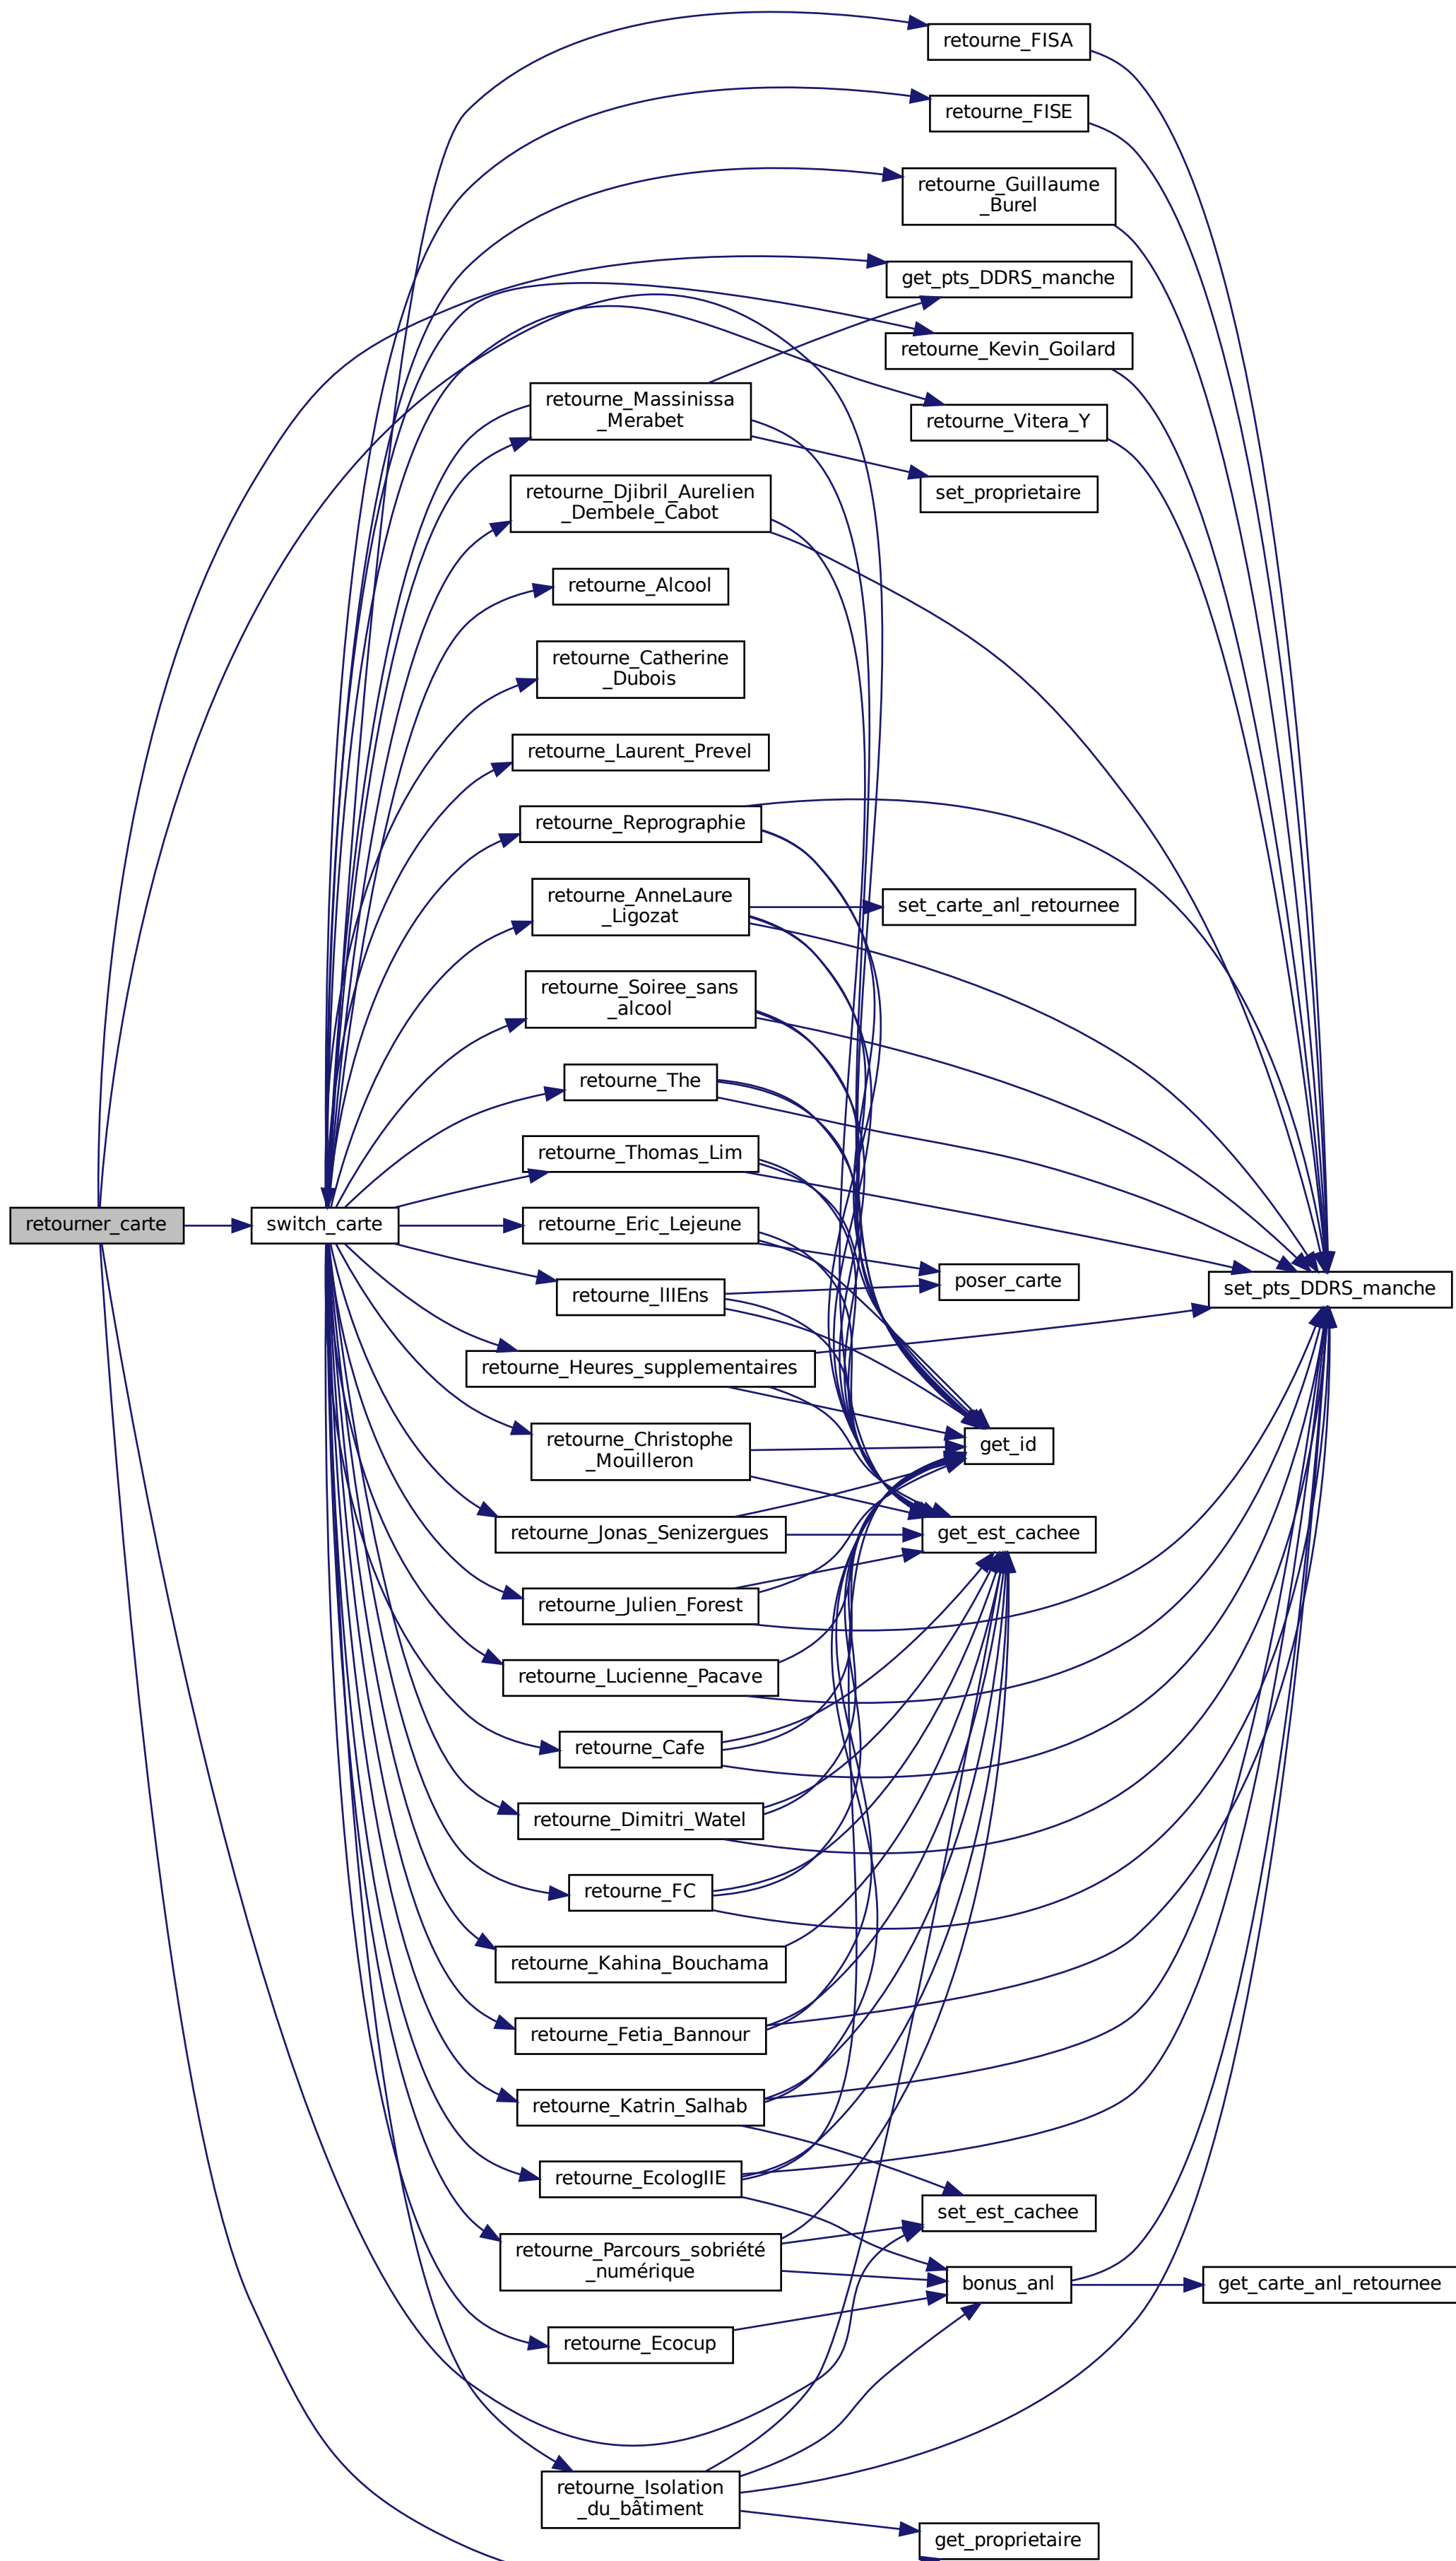 retourne_FISA
retourne_FISE
retourne_Guillaume
_Burel
get_pts_DDRS_manche
retourne_Kevin_Goilard
retourne_Massinissa
_Merabet
retourne_Vitera_Y
set_proprietaire
retourne_Djibril_Aurelien
_Dembele_Cabot
retourne_Alcool
retourne_Catherine
_Dubois
retourne_Laurent_Prevel
retourne_Reprographie
retourne_AnneLaure
_Ligozat
set_carte_anl_retournee
retourne_Soiree_sans
_alcool
retourne_The
retourne_Thomas_Lim
retourner_carte
switch_carte
retourne_Eric_Lejeune
poser_carte
set_pts_DDRS_manche
retourne_lIIEns
retourne_Heures_supplementaires
retourne_Christophe
_Mouilleron
get_id
retourne_Jonas_Senizergues
get_est_cachee
retourne_Julien_Forest
retourne_Lucienne_Pacave
retourne_Cafe
retourne_Dimitri_Watel
retourne_FC
retourne_Kahina_Bouchama
retourne_Fetia_Bannour
retourne_Katrin_Salhab
retourne_EcologIIE
set_est_cachee
retourne_Parcours_sobriété
_numérique
bonus_anl
get_carte_anl_retournee
retourne_Ecocup
retourne_Isolation
_du_bâtiment
get_proprietaire